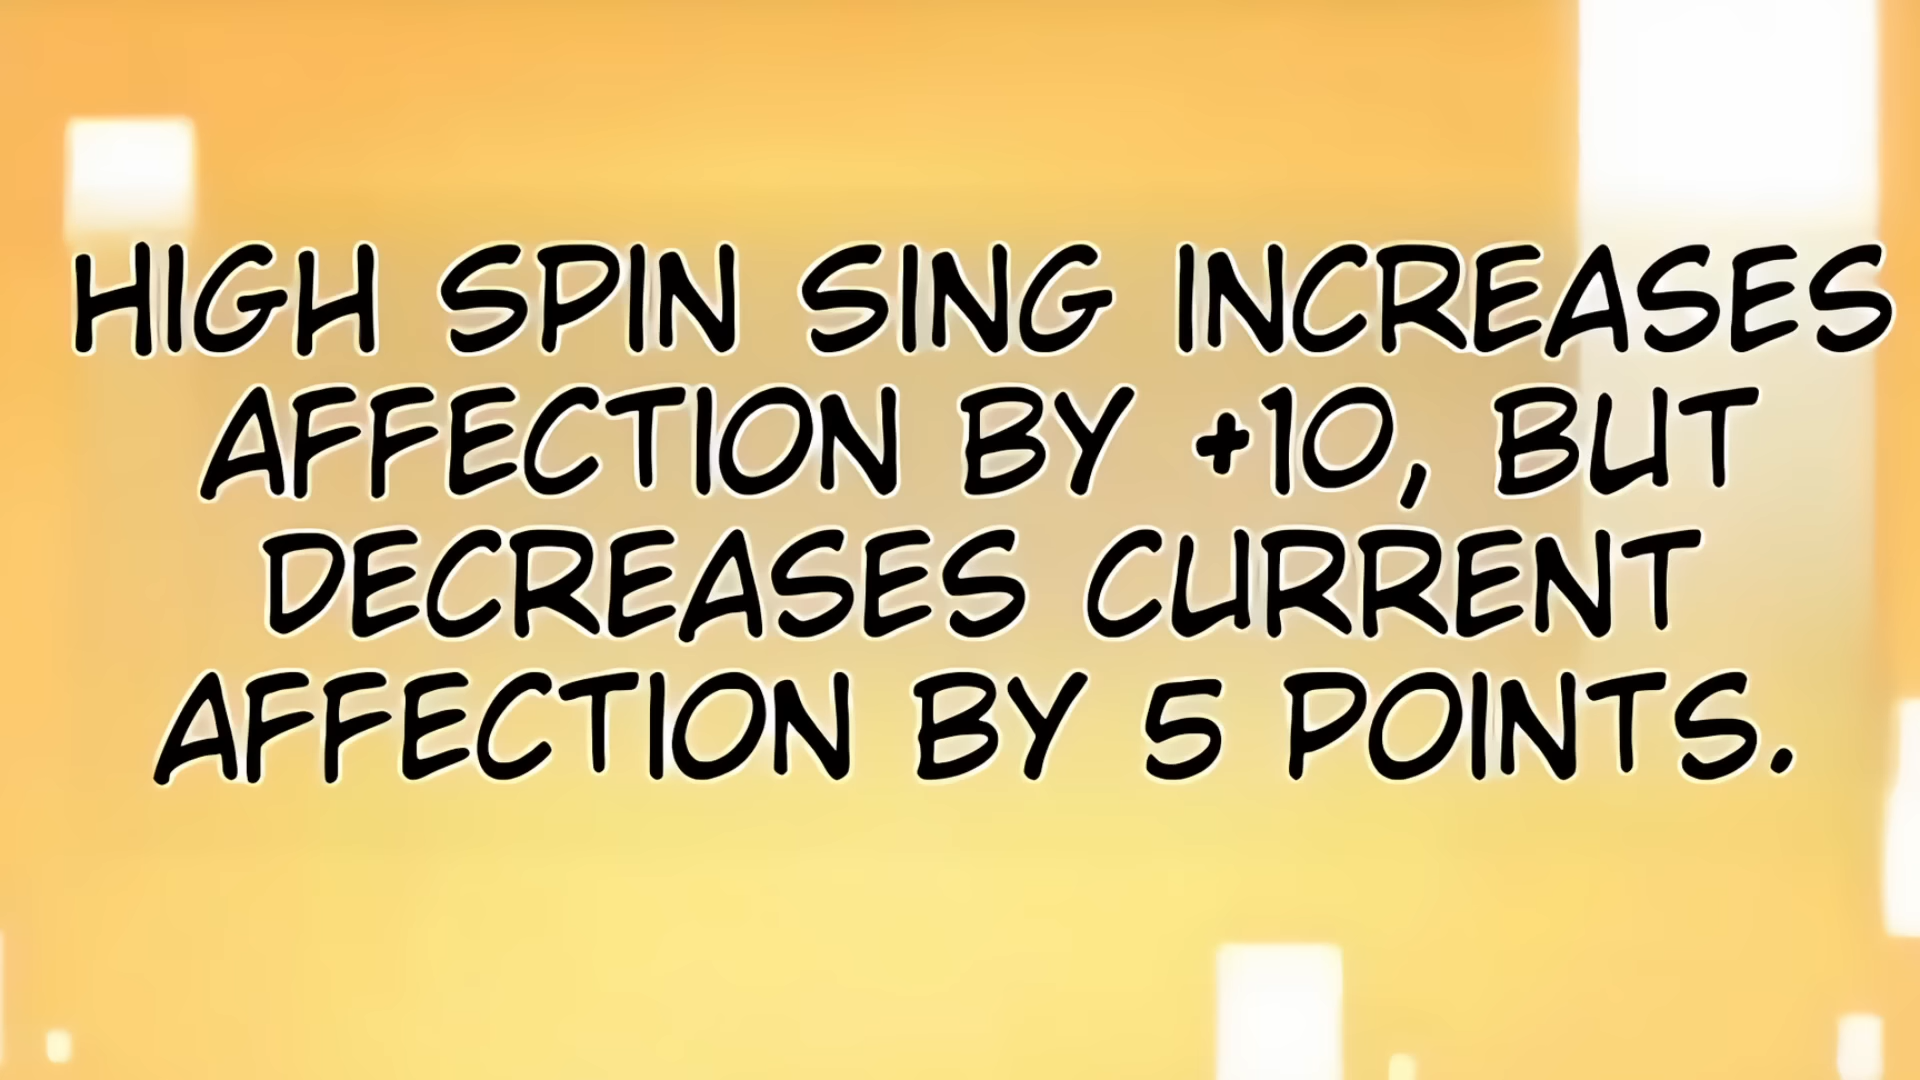 HIGH SPIN SING INCREASES
AFFECTION BY +10, BUT
DECREASES CURRENT
AFFECTION BY 5 POINTS.